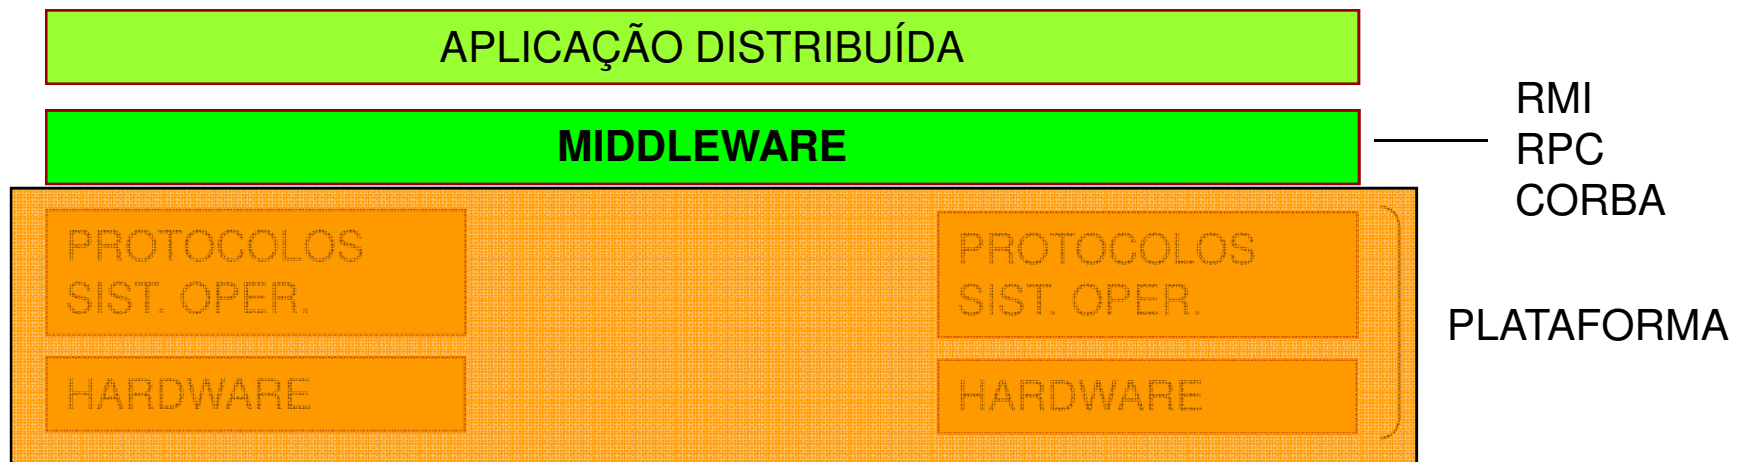 APLICAÇÃO DISTRIBUÍDA
MIDDLEWARE
RMI
RPC
CORBA
PROTOCOLOS
SIST. OPER.
HARDWARE
PROTOCOLOS
SIST. OPER.
HARDWARE
PLATAFORMA